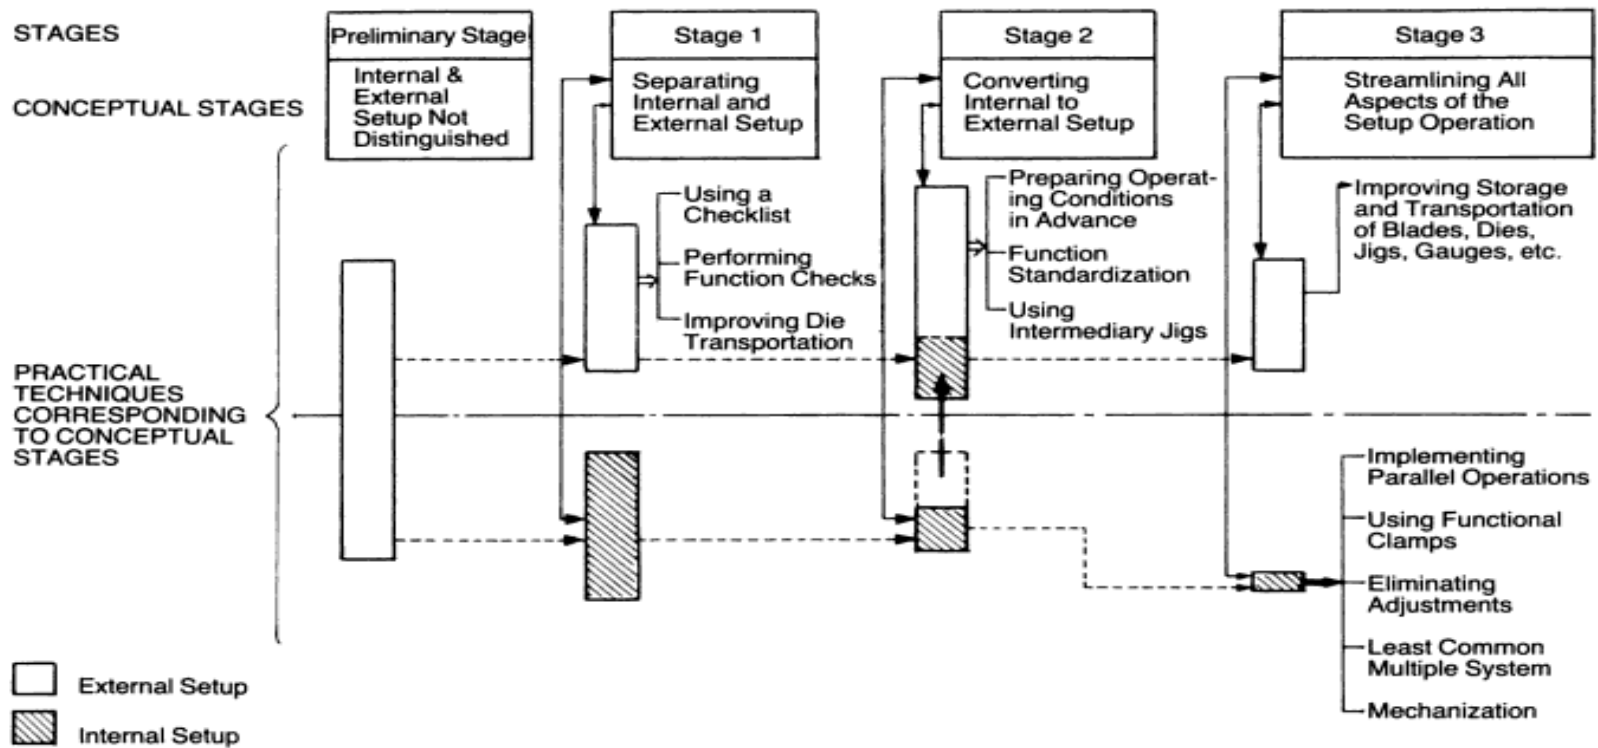 STAGES
Preliminary Stage
Stage 1
Stage 2
Stage 3
CONCEPTUAL STAGES
Internal &
External
Setup Not
Distinguished
Separating
Internal and
External Setup
Converting
Internal to
External Setup
Streamlining All
Aspects of the
Setup Operation
PRACTICAL
TECHNIQUES
CORRESPONDING
TO CONCEPTUAL
STAGES
Using a
Checklist
Performing
Function Checks
Improving Die
Transportation
Preparing Operat-
ing Conditions
in Advance
Function
Standardization
Using
Intermediary Jigs
Improving Storage
and Transportation
of Blades, Dies,
Jigs, Gauges, etc.
Implementing
Parallel Operations
Using Functional
Clamps
Eliminating
Adjustments
Least Common
Multiple System
Mechanization
External Setup
Internal Setup